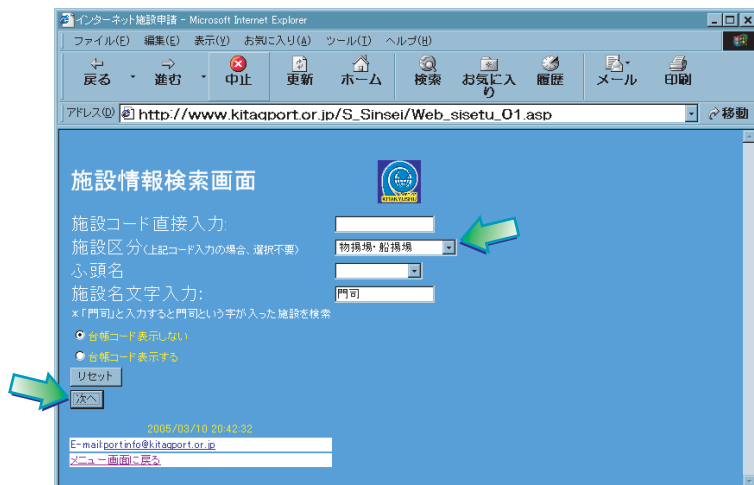 インターネット施設申請 - Microsoft Internet Explorer
ファイル(F) 編集(E) 表示(V) お気に入り(A) ツール(T) ヘルプ(H)
戻る 進む 中止 更新 ホーム 検索 お気に入り 履歴 メール 印刷
アドレス(D) http://www.kitaqport.or.jp/S_Sinsei/Web_sisetu_01.asp 移動
施設情報検索画面
KITAKYUSHU
施設コード直接入力:
施設区分(上記コード入力の場合、選択不要) 物揚場・船揚場
ふ頭名
施設名文字入力: 門司
*「門司」と入力すると門司という字が入った施設を検索
台帳コード表示しない
台帳コード表示する
リセット
次へ
2005/03/10 20:42:32
E-mail:portinfo@kitaqport.or.jp
メニュー画面に戻る